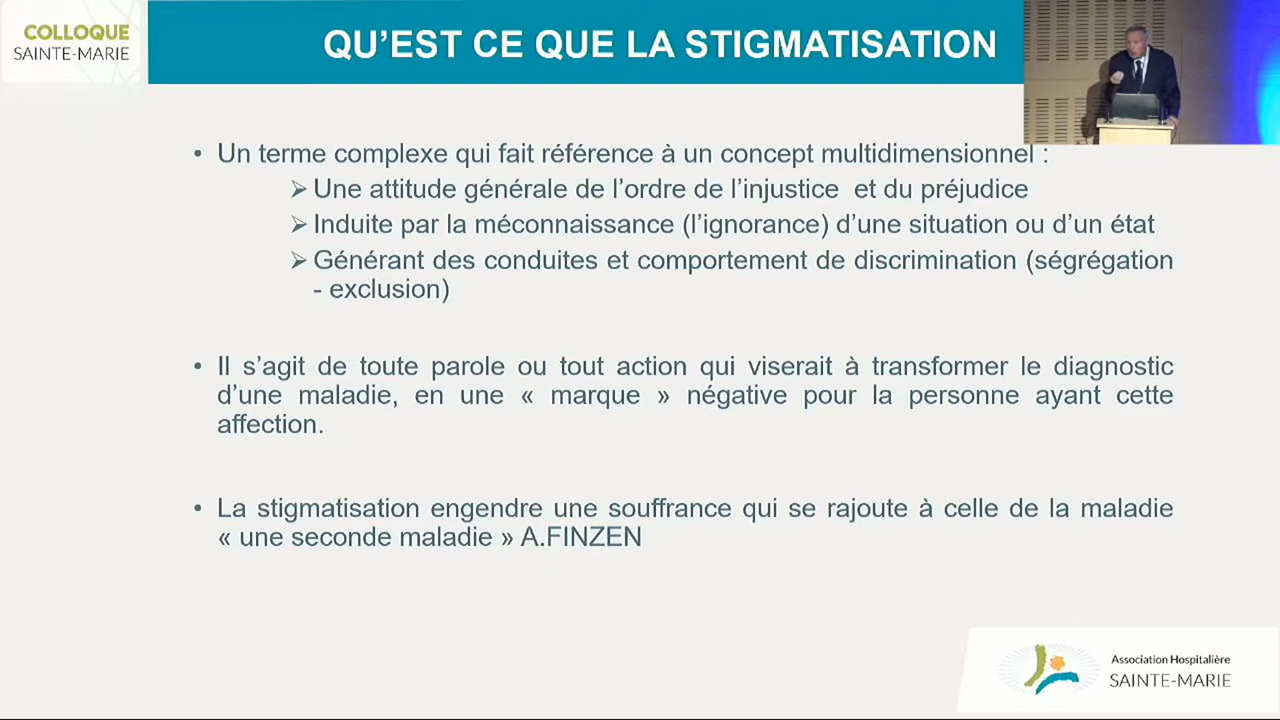 COLLOQUE
SAINTE-MARIE
QU’EST CE QUE LA STIGMATISATION
• Un terme complexe qui fait référence à un concept multidimensionnel :
➢ Une attitude générale de l’ordre de l’injustice et du préjudice
➢ Induite par la méconnaissance (l’ignorance) d’une situation ou d’un état
➢ Générant des conduites et comportement de discrimination (ségrégation
- exclusion)
• Il s’agit de toute parole ou tout action qui viserait à transformer le diagnostic
d’une maladie, en une « marque » négative pour la personne ayant cette
affection.
• La stigmatisation engendre une souffrance qui se rajoute à celle de la maladie
« une seconde maladie » A.FINZEN
Association Hospitalière
SAINTE-MARIE